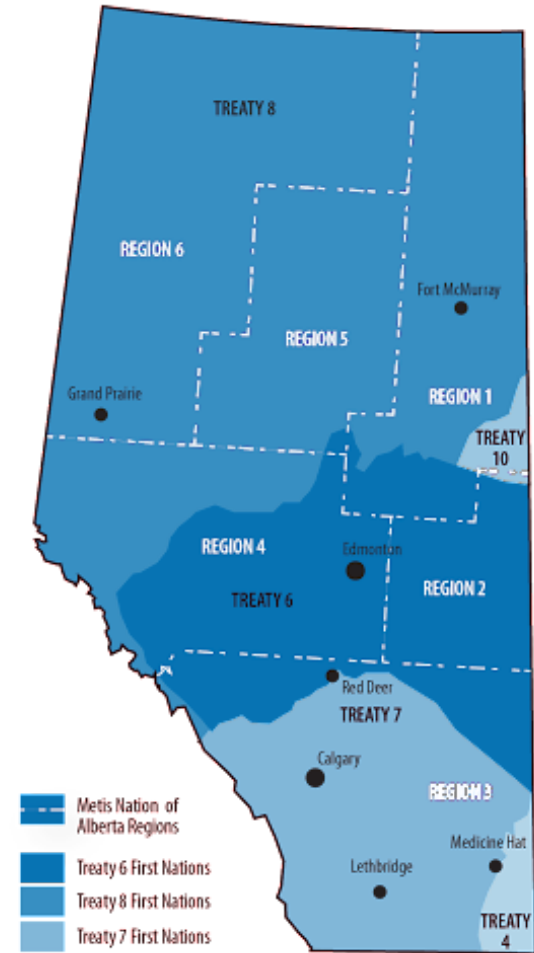 TREATY 8
REGION 6
Fort McMurray
REGION 5
Grand Prairie
REGION 1
TREATY
10
REGION 4
Edmonton
REGION 2
TREATY 6
Red Deer
TREATY 7
Calgary
REGION 3
Metis Nation of
Alberta Regions
Medicine Hat
Treaty 6 First Nations
Lethbridge
Treaty 8 First Nations
TREATY
4
Treaty 7 First Nations